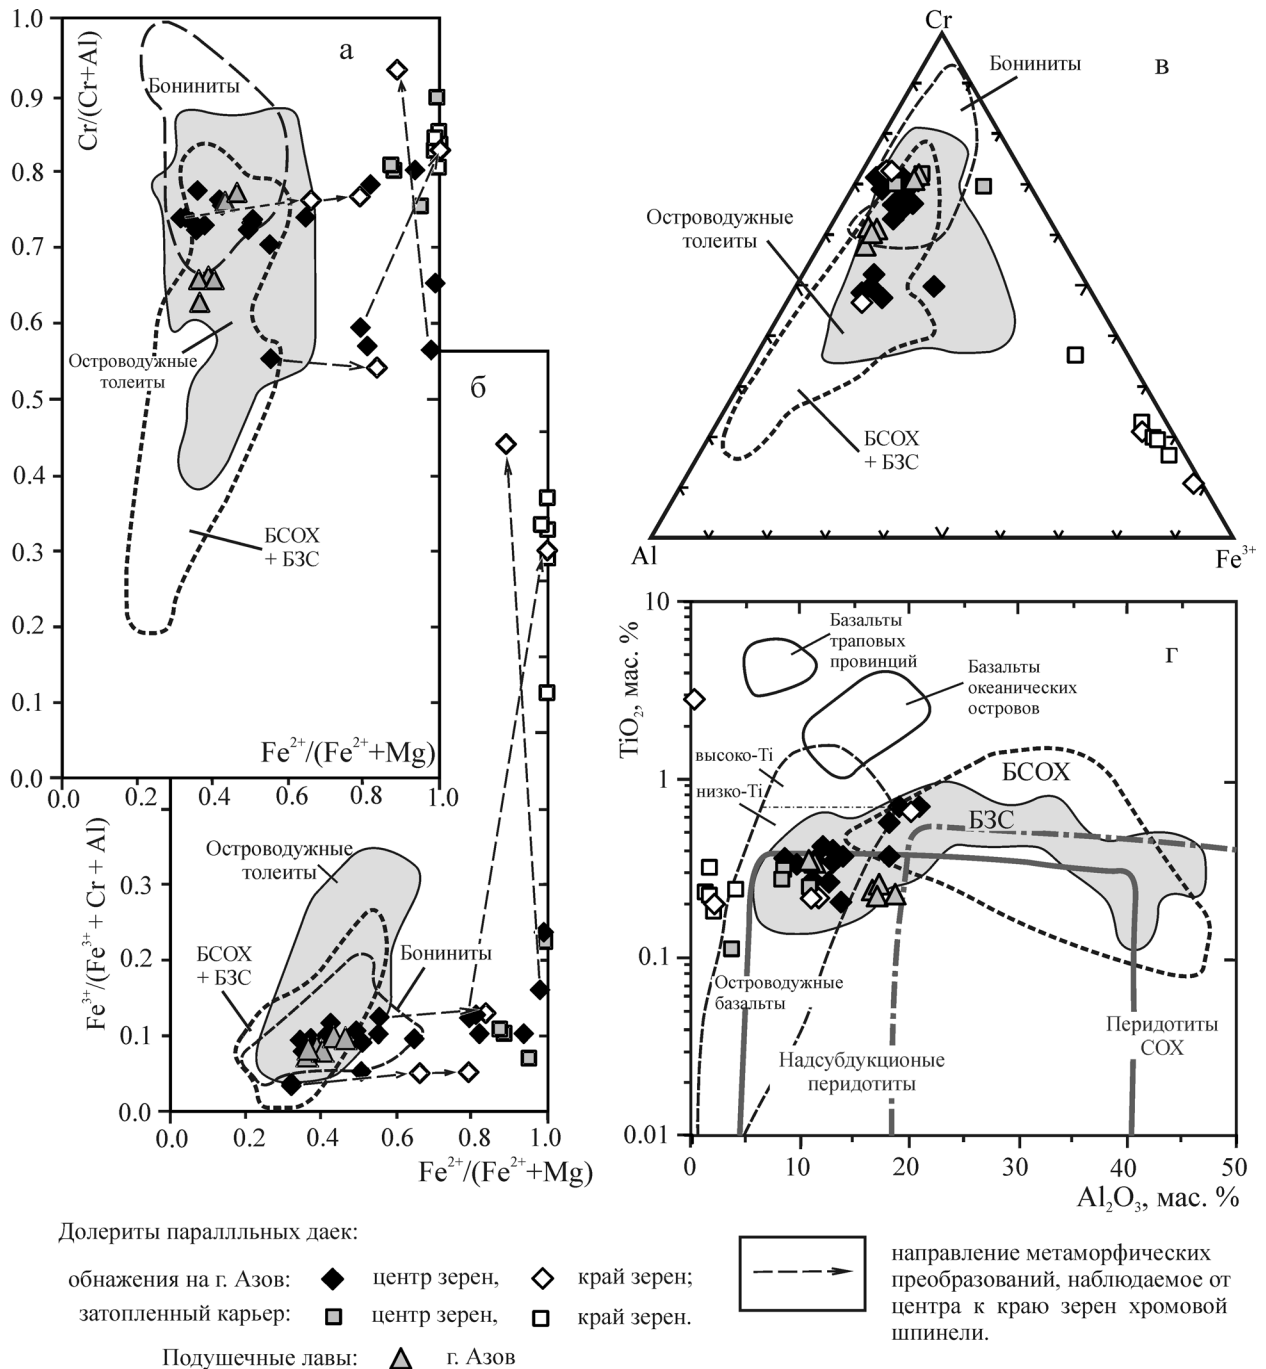 а
Cr/(Cr+Al)
1.0
0.9
0.8
0.7
0.6
0.5
0.4
0.3
0.2
0.1
0.0
Бониниты
Островодужные
толеиты
БСОХ
+ БЗС
Fe²⁺/(Fe²⁺+Mg)
0.0
0.2
0.4
0.6
0.8
1.0
б
Fe³⁺/(Fe³⁺ + Cr + Al)
0.3
0.2
0.1
0.0
Островодужные
толеиты
БСОХ
+ БЗС
Бониниты
0.0
0.2
0.4
0.6
0.8
1.0
Fe²⁺/(Fe²⁺+Mg)
в
Cr
Бониниты
Островодужные
толеиты
БСОХ
+ БЗС
Al
Fe³⁺
г
TiO₂, мас. %
10
1
0.1
0.01
Базальты
траповых
провинций
Базальты
океанических
островов
высоко-Ti
низко-Ti
БСОХ
БЗС
Островодужные
базальты
Надсубдукционые
перидотиты
Перидотиты
СОХ
0
10
20
30
40
50
Al₂O₃, мас. %
Долериты параллльных даек:
обнажения на г. Азов: центр зерен, край зерен;
затопленный карьер: центр зерен, край зерен.
Подушечные лавы: г. Азов
направление метаморфических
преобразований, наблюдаемое от
центра к краю зерен хромовой
шпинели.